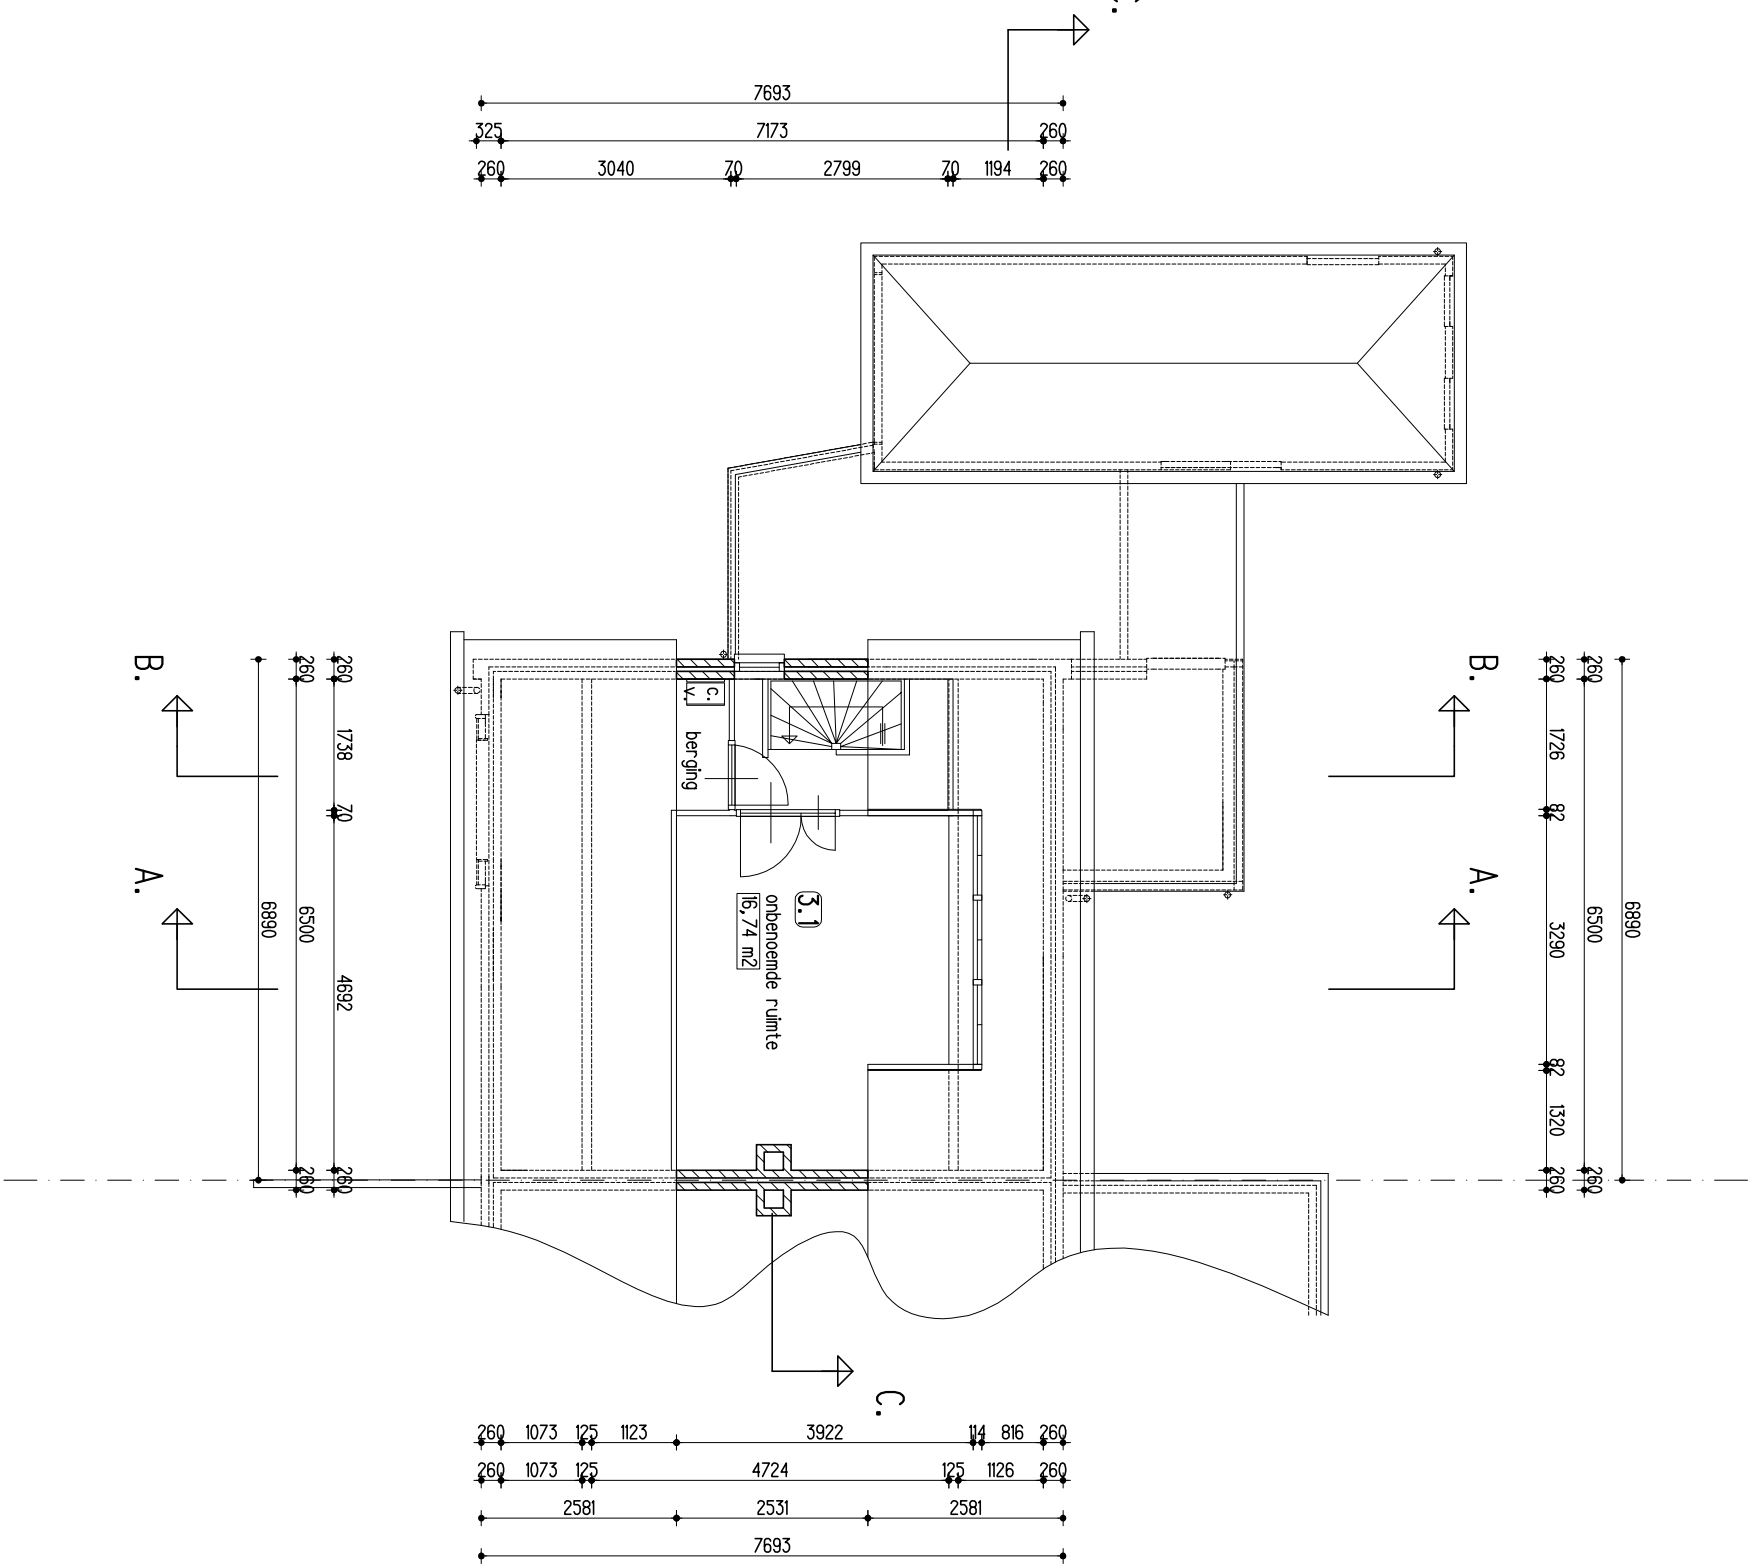 C.
7693
325 7173 260
260 3040 70 2799 70 1194 260
B.
260 1738 70 4692 260
260 6500 260
6890
A.
B.
260 1726 82 3290 82 1320 260
260 6500 260
6890
A.
c.
v.
berging
3.1
onbenoemde ruimte
16,74 m2
C.
260 1073 125 1123 3922 114 816 260
260 1073 125 4724 125 1126 260
2581 2531 2581
7693